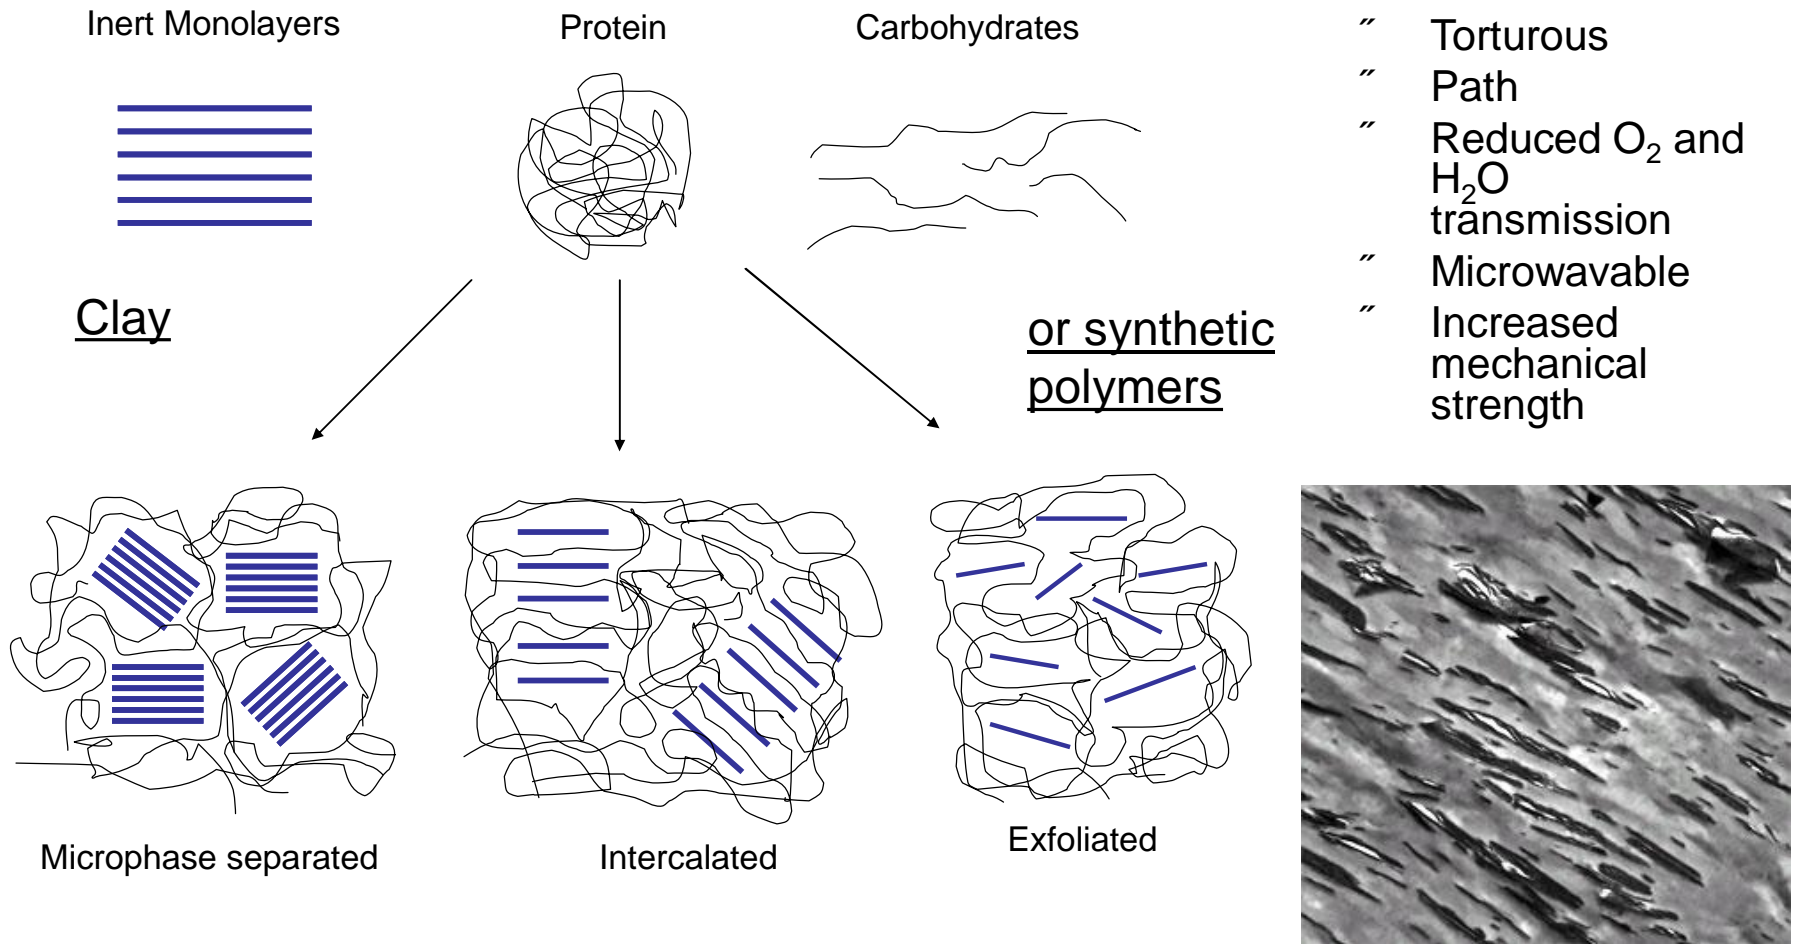 Inert Monolayers
Protein
Carbohydrates
Clay
or synthetic
polymers
Microphase separated
Intercalated
Exfoliated
˝ Torturous
˝ Path
˝ Reduced O₂ and
H₂O
transmission
˝ Microwavable
˝ Increased
mechanical
strength